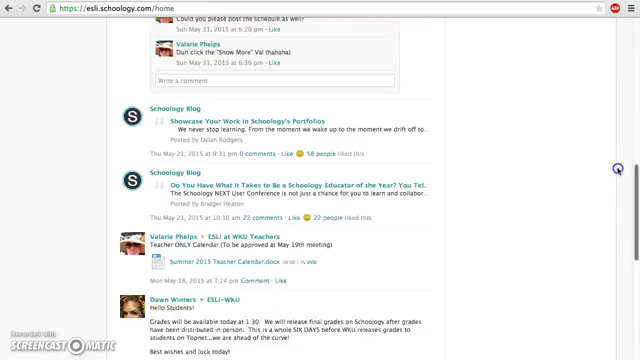 https://esli.schoology.com/home
Could you please post the schedule as well?
Sun May 31, 2015 at 6:20 pm · Like
Valarie Phelps
Duh click the "Show More" Val (hahaha)
Sun May 31, 2015 at 6:36 pm · Like
Write a comment
Schoology Blog
Showcase Your Work in Schoology's Portfolios
We never stop learning. From the moment we wake up to the moment we drift off to...
Posted by Dylan Rodgers
Thu May 21, 2015 at 9:31 pm 0 comments · Like 58 people liked this
Schoology Blog
Do You Have What It Takes to Be a Schoology Educator of the Year? You Tel..
The Schoology NEXT User Conference is not just a chance for you to learn and collabor...
Posted by Bridget Heaton
Thu May 21, 2015 at 10:10 am 22 comments · Like 22 people liked this
Valarie Phelps ▸ ESLI at WKU Teachers
Teacher ONLY Calendar (To be approved at May 19th meeting)
Summer 2015 Teacher Calendar.docx
Mon May 18, 2015 at 3:24 pm Comment · Like
Dawn Winters ▸ ESLI-WKU
Hello Students!
Grades will be available today at 1:30. We will release final grades on Schoology after grades
have been distributed in person. This is a whole SIX DAYS before WKU releases grades to
students on Topnet...we are ahead of the curve!
Best wishes and luck today!
Recorded with
SCREENCAST-O-MATIC
ABP